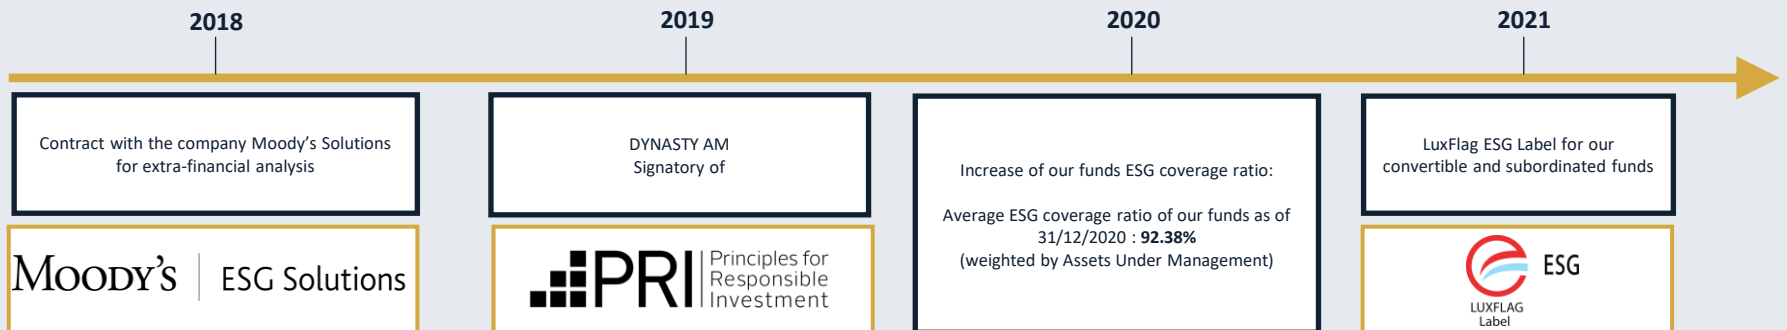 2018
2019
2020
2021
Contract with the company Moody's Solutions
for extra-financial analysis
MOODY'S
ESG Solutions
DYNASTY AM
Signatory of
PRI
Principles for
Responsible
Investment
Increase of our funds ESG coverage ratio:
Average ESG coverage ratio of our funds as of
31/12/2020 : 92.38%
(weighted by Assets Under Management)
LuxFlag ESG Label for our
convertible and subordinated funds
ESG
LUXFLAG
Label